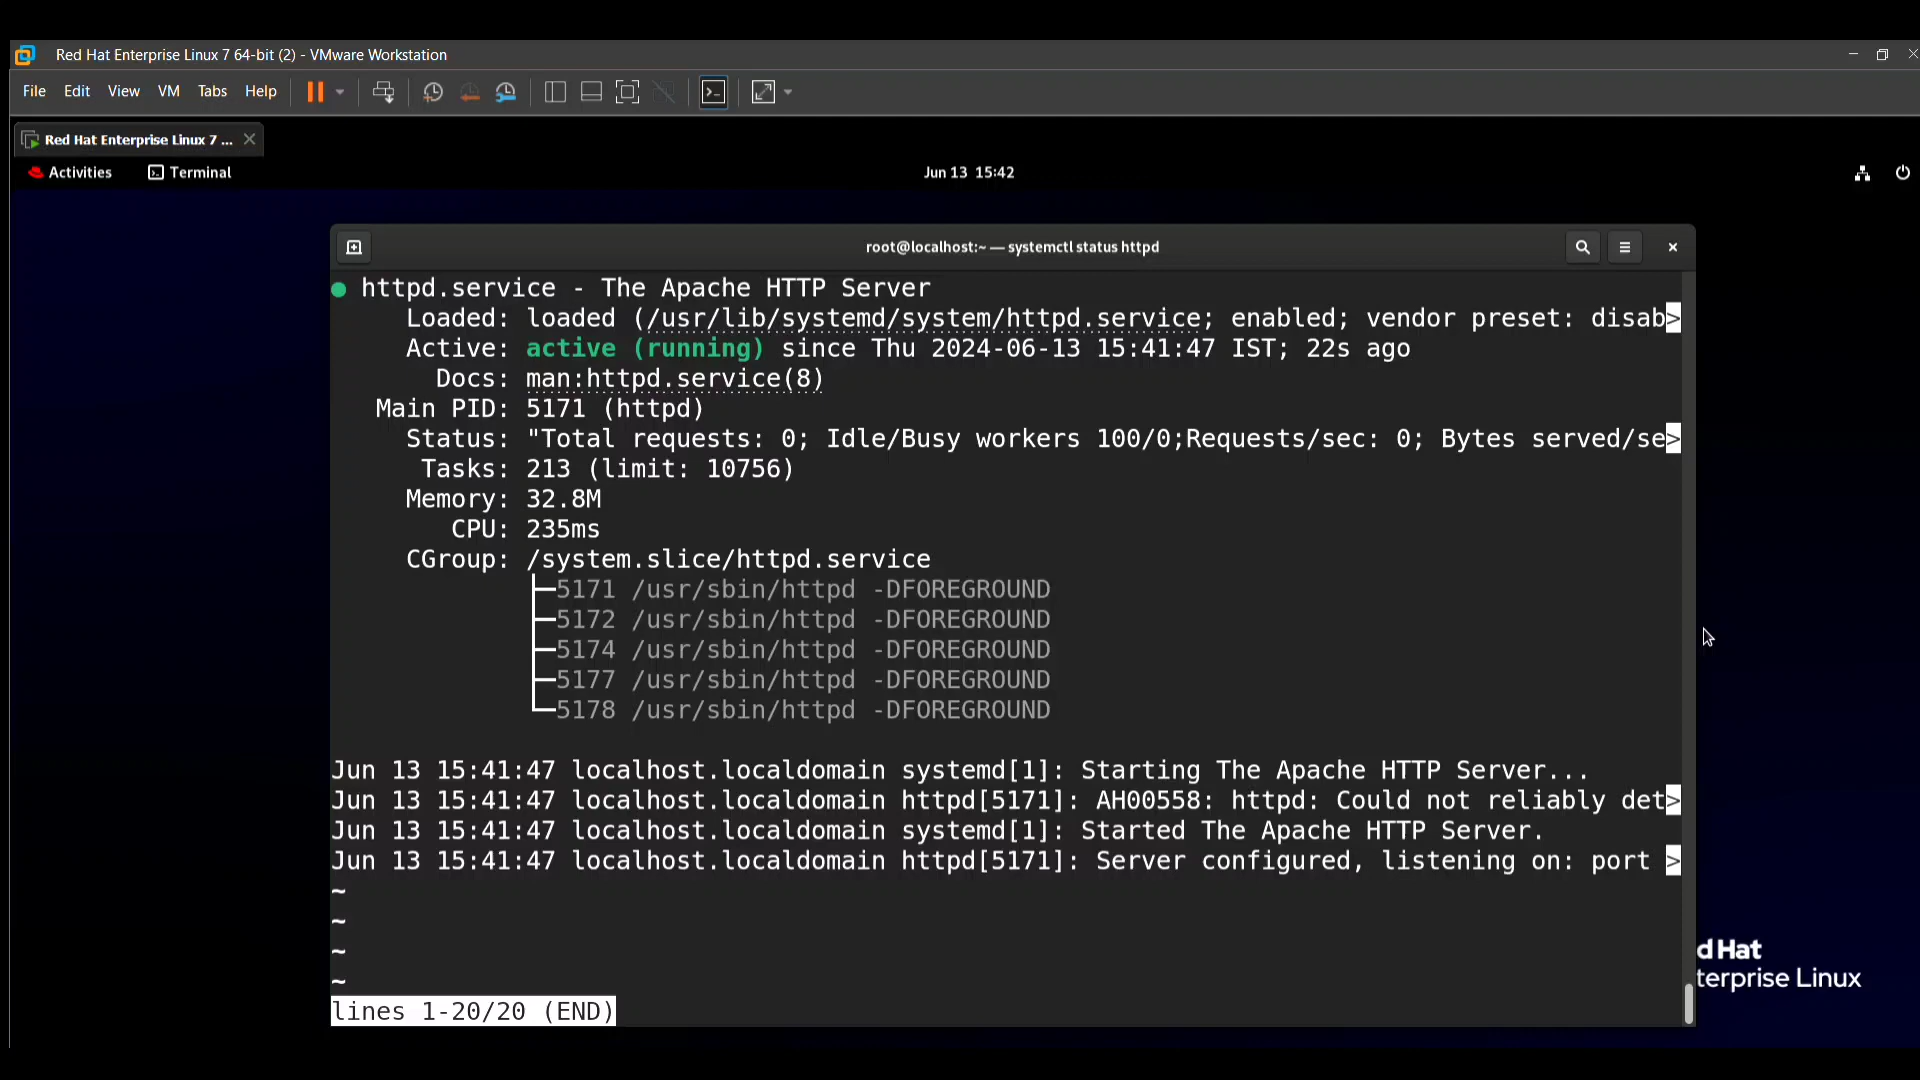 Red Hat Enterprise Linux 7 64-bit (2) - VMware Workstation
File Edit View VM Tabs Help
Red Hat Enterprise Linux 7 ...
Activities Terminal Jun 13 15:42
root@localhost:~ — systemctl status httpd
● httpd.service - The Apache HTTP Server
Loaded: loaded (/usr/lib/systemd/system/httpd.service; enabled; vendor preset: disab>
Active: active (running) since Thu 2024-06-13 15:41:47 IST; 22s ago
Docs: man:httpd.service(8)
Main PID: 5171 (httpd)
Status: "Total requests: 0; Idle/Busy workers 100/0;Requests/sec: 0; Bytes served/se>
Tasks: 213 (limit: 10756)
Memory: 32.8M
CPU: 235ms
CGroup: /system.slice/httpd.service
├─5171 /usr/sbin/httpd -DFOREGROUND
├─5172 /usr/sbin/httpd -DFOREGROUND
├─5174 /usr/sbin/httpd -DFOREGROUND
├─5177 /usr/sbin/httpd -DFOREGROUND
└─5178 /usr/sbin/httpd -DFOREGROUND
Jun 13 15:41:47 localhost.localdomain systemd[1]: Starting The Apache HTTP Server...
Jun 13 15:41:47 localhost.localdomain httpd[5171]: AH00558: httpd: Could not reliably det>
Jun 13 15:41:47 localhost.localdomain systemd[1]: Started The Apache HTTP Server.
Jun 13 15:41:47 localhost.localdomain httpd[5171]: Server configured, listening on: port >
~
~
~
~
lines 1-20/20 (END)
d Hat
terprise Linux